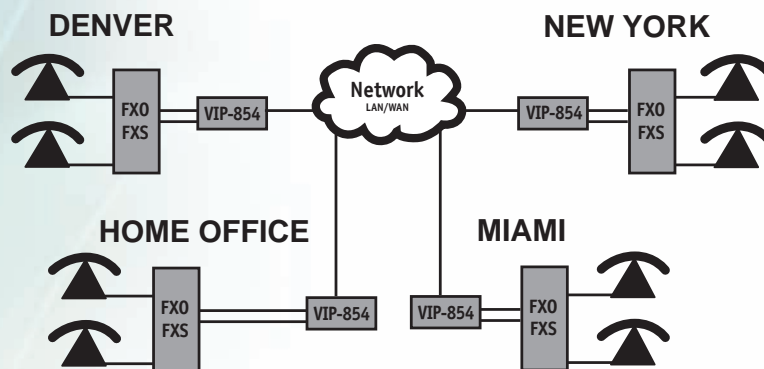 DENVER
NEW YORK
FXO
FXS
VIP-854
Network
LAN/WAN
VIP-854
FXO
FXS
HOME OFFICE
MIAMI
FXO
FXS
VIP-854
VIP-854
FXO
FXS